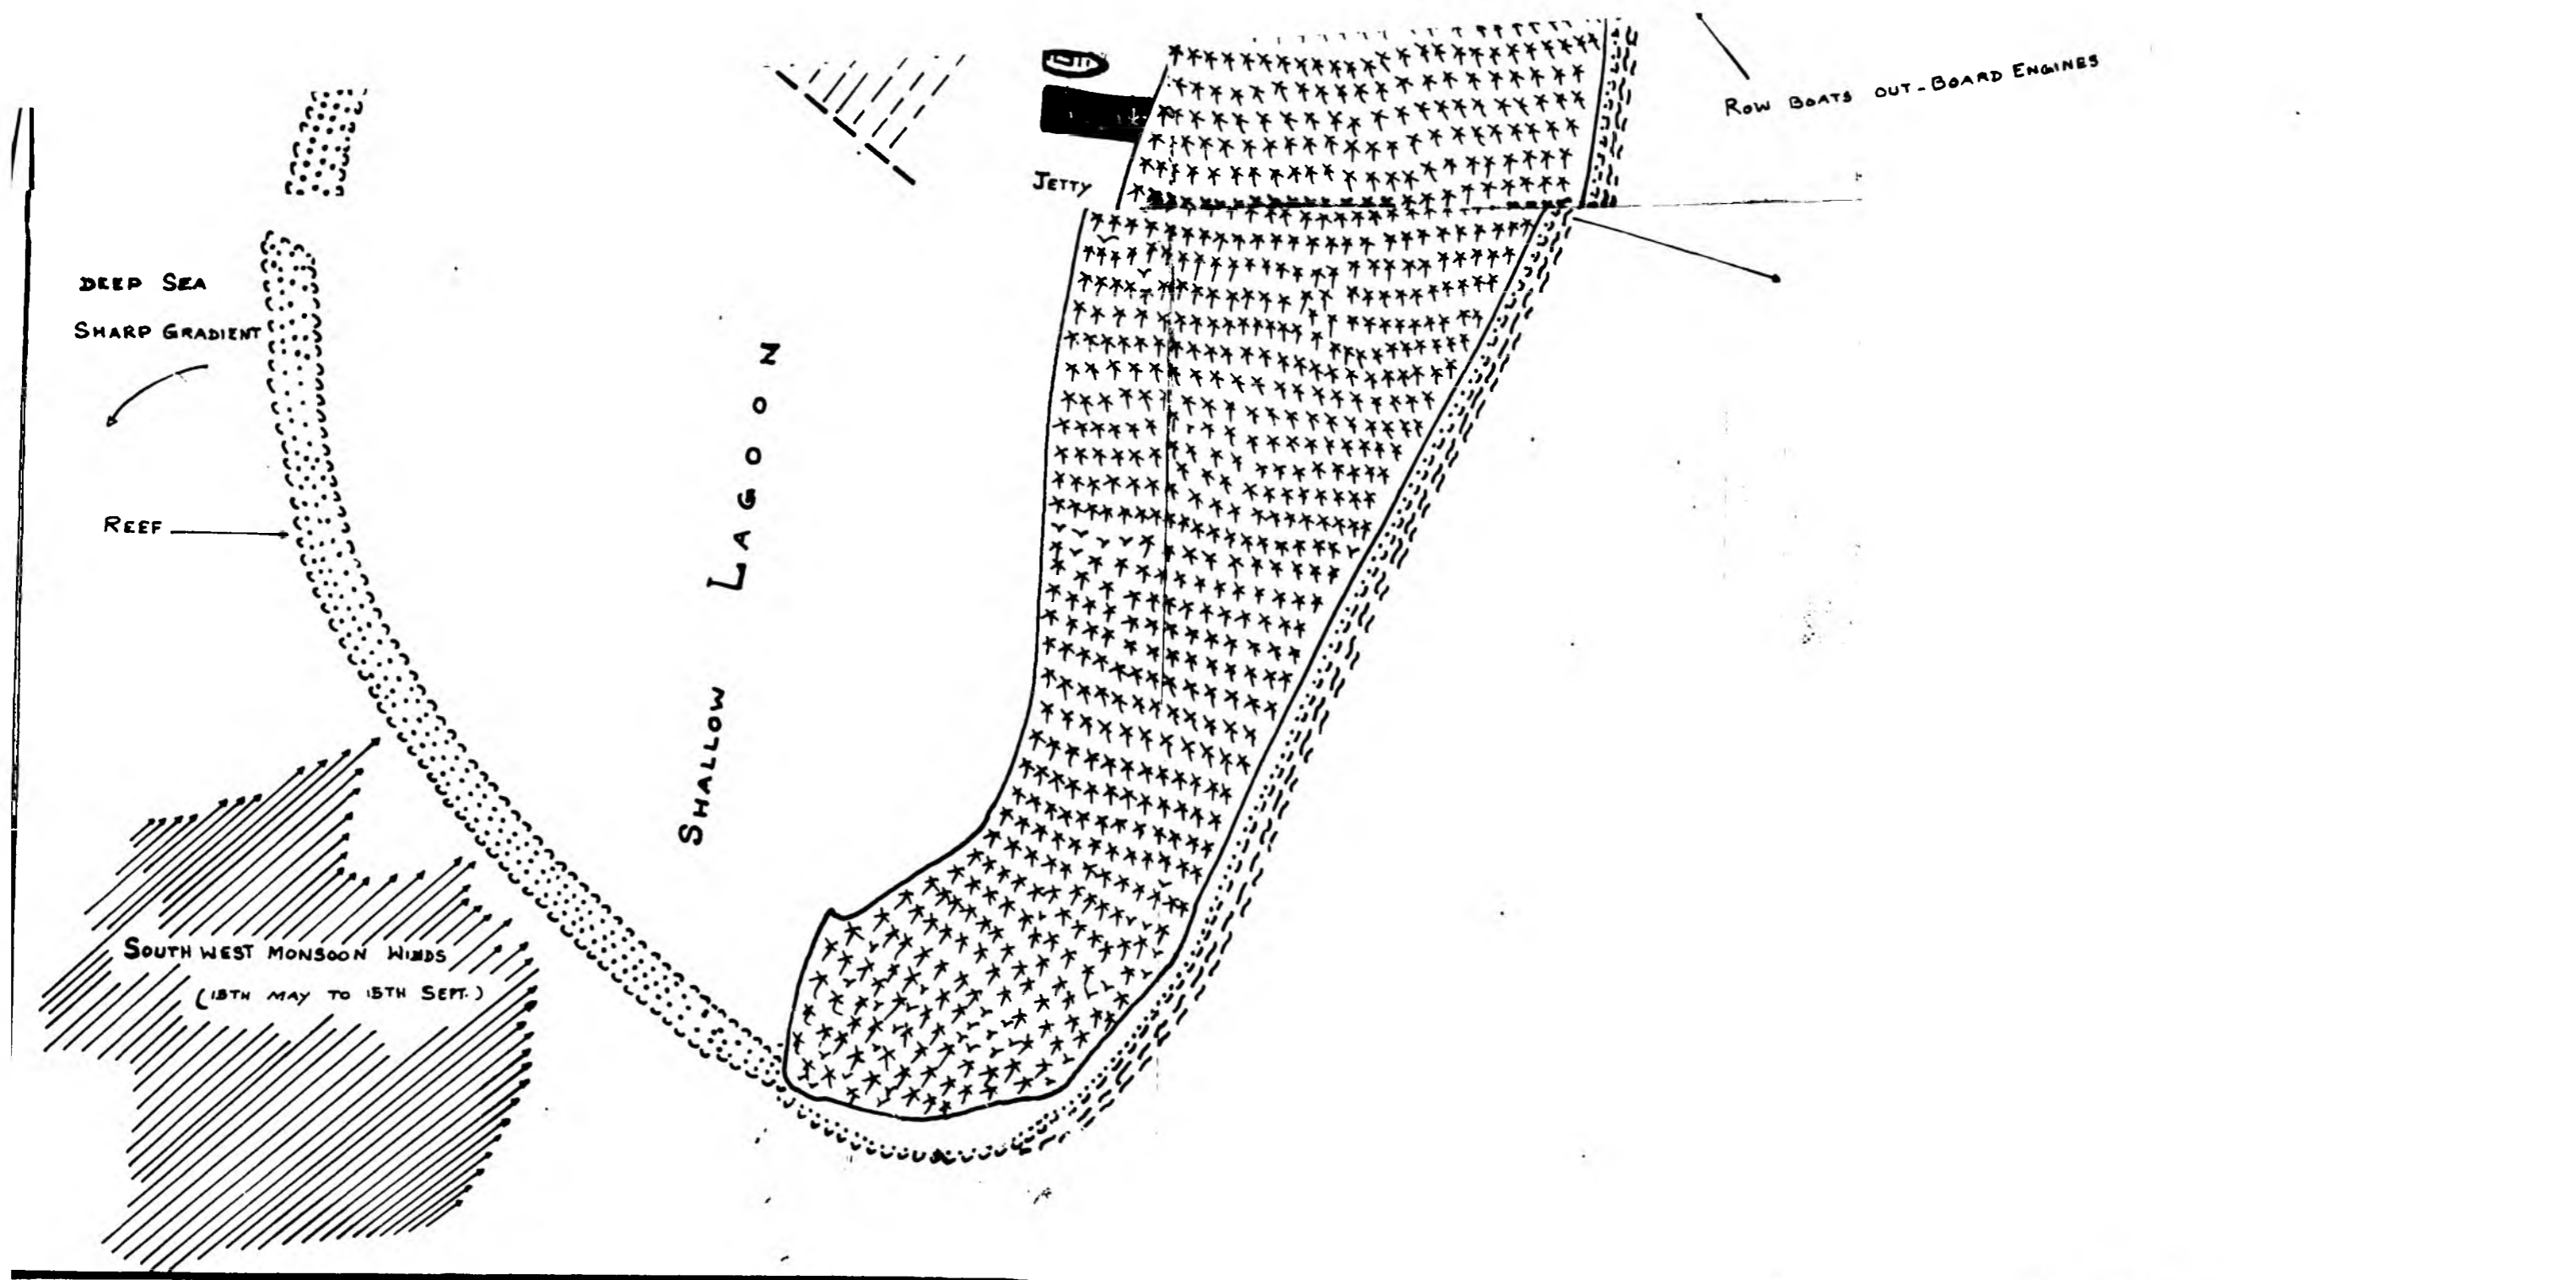 ROW BOATS OUT-BOARD ENGINES
JETTY
DEEP SEA
SHARP GRADIENT
REEF
SHALLOW LAGOON
SOUTH WEST MONSOON WINDS
(15TH MAY TO 15TH SEPT.)